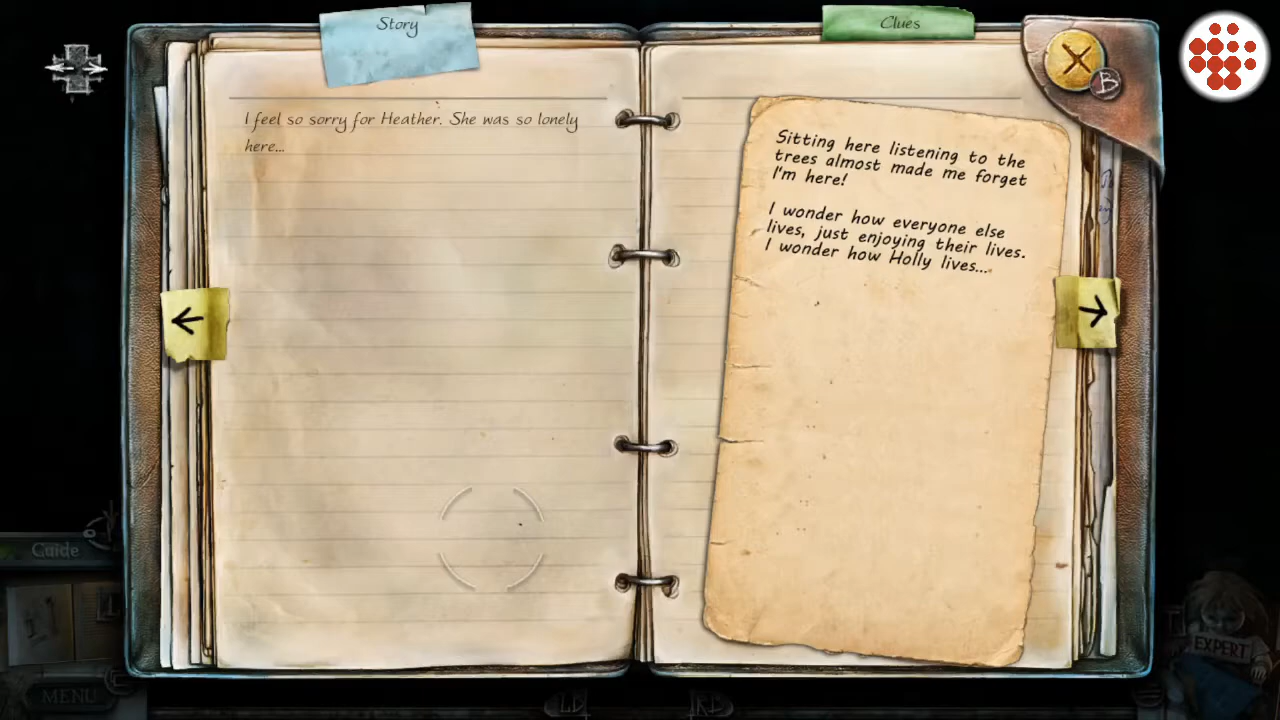 Story
Clues
B
I feel so sorry for Heather. She was so lonely
here...
Sitting here listening to the
trees almost made me forget
I'm here!
I wonder how everyone else
lives, just enjoying their lives.
I wonder how Holly lives...
Guide
EXPERT
MENU
LB
RB